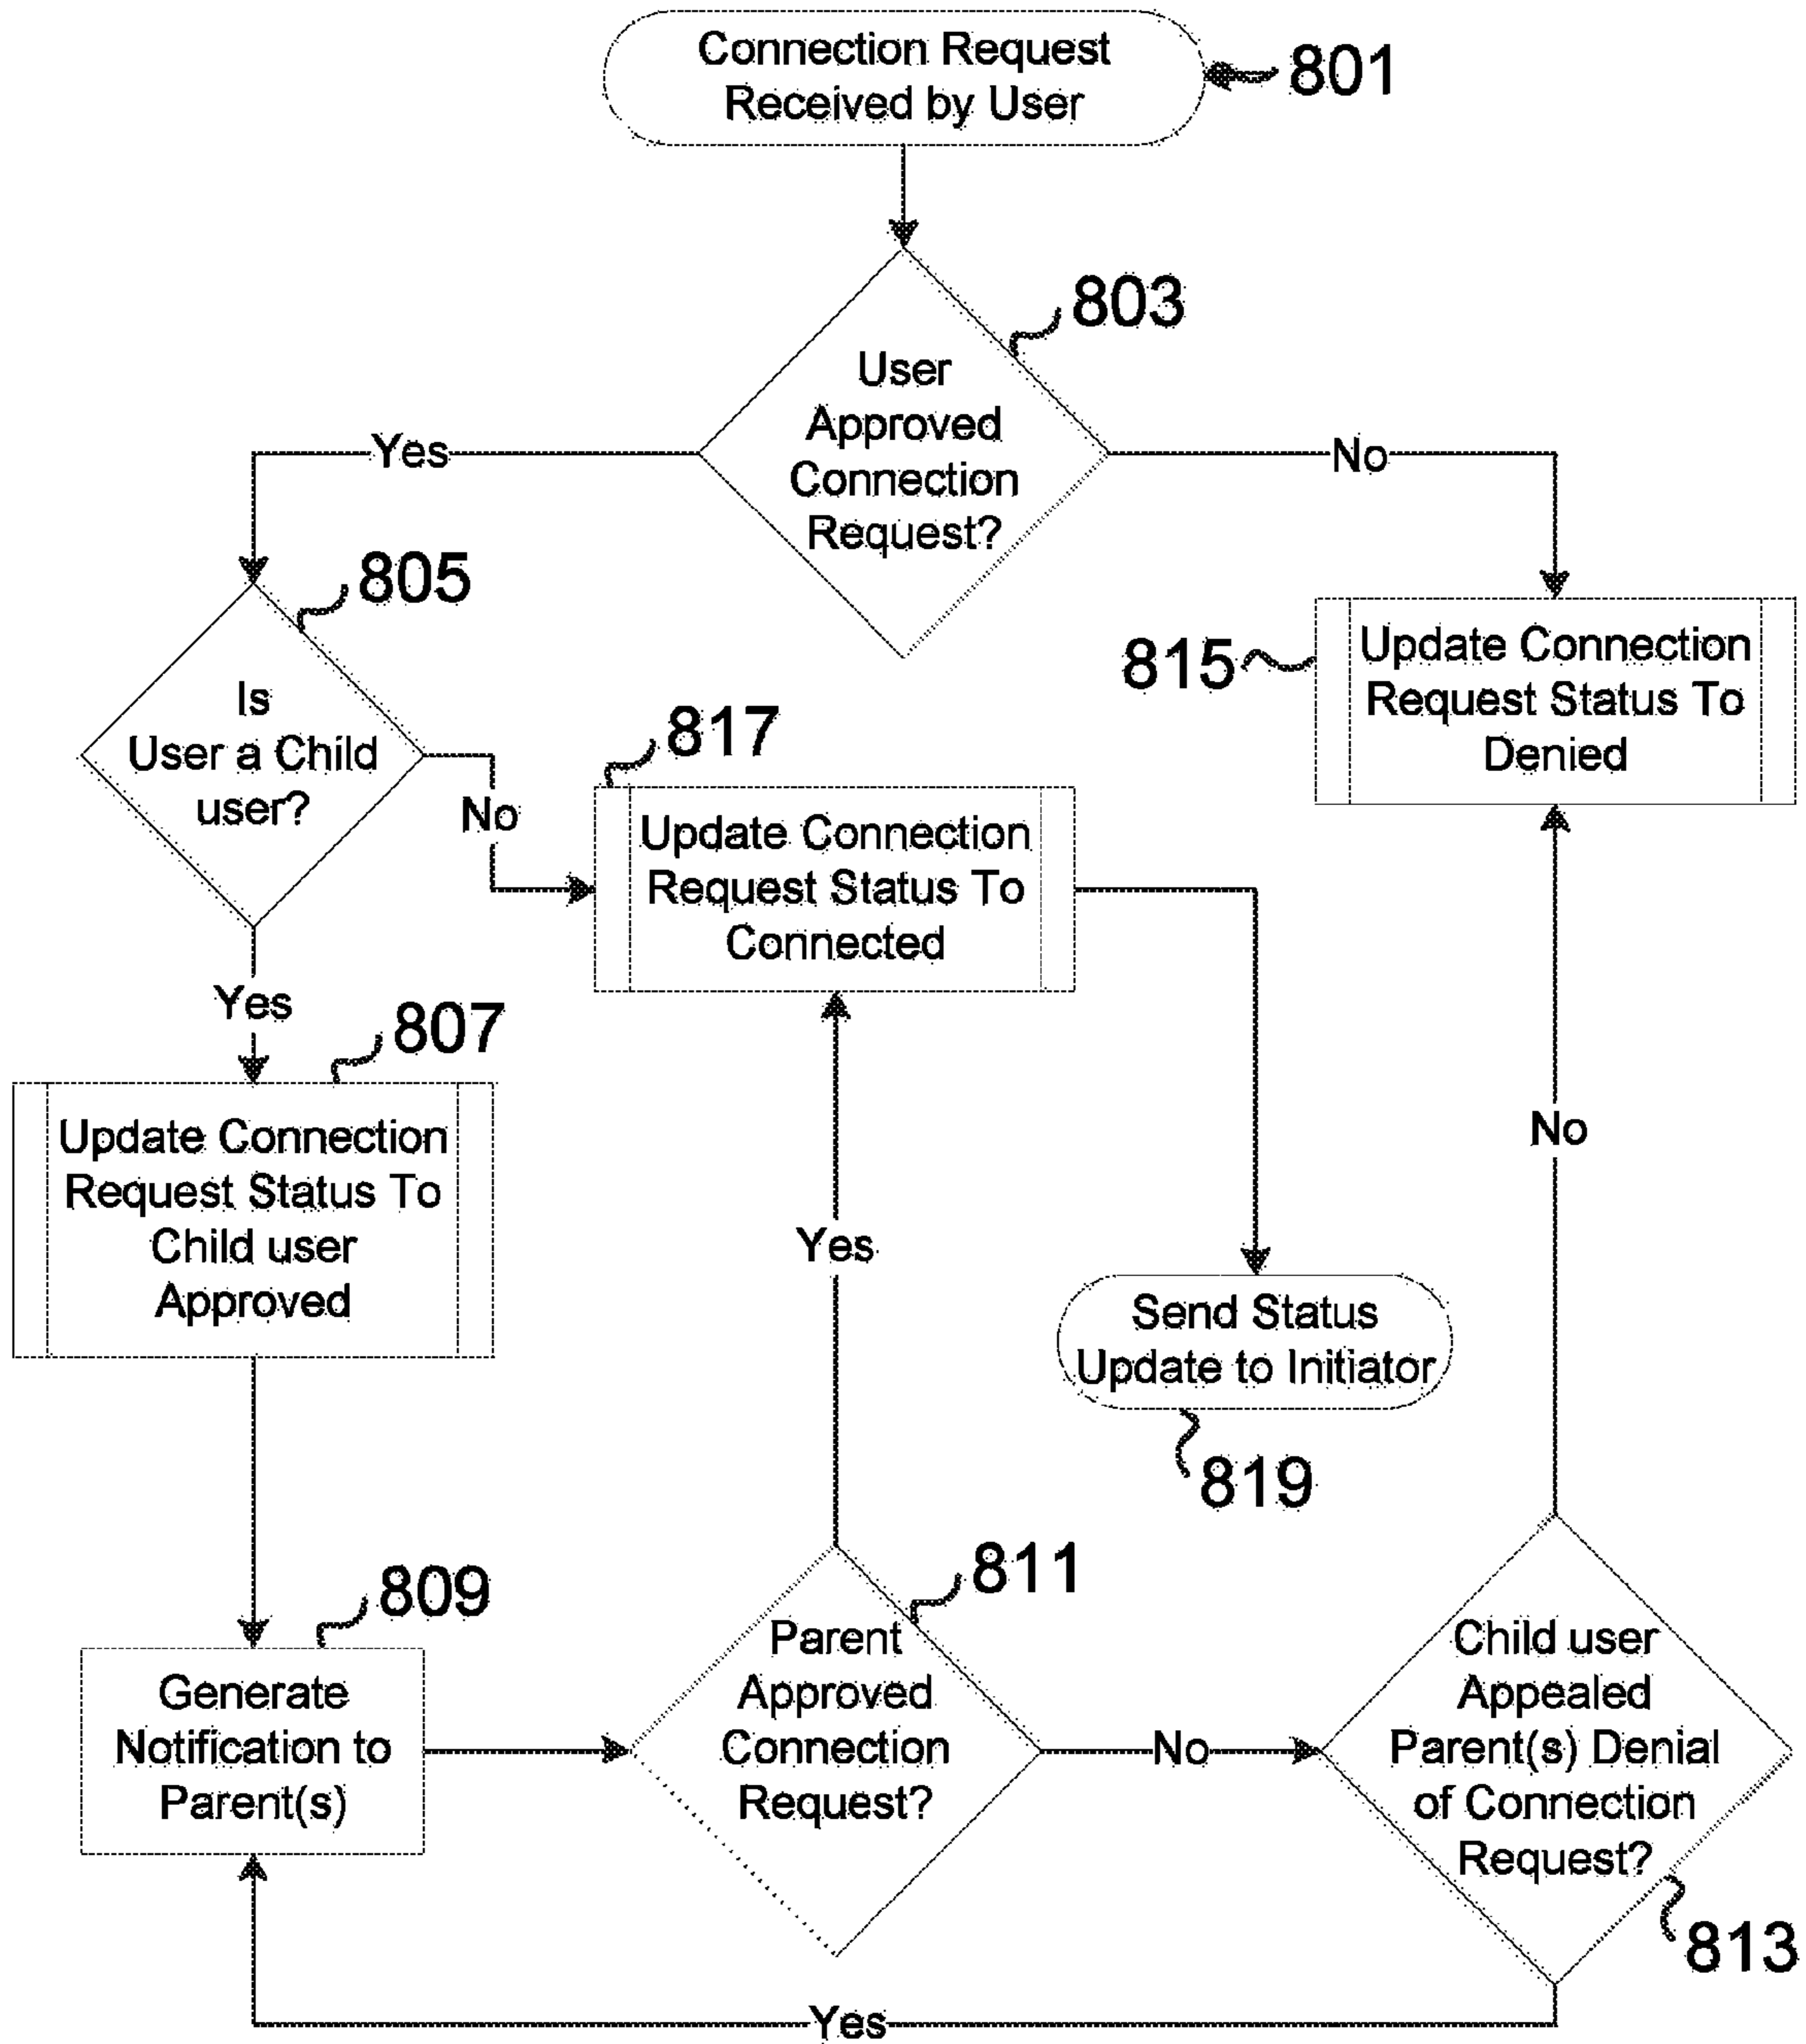 Connection Request
Received by User
801
803
User
Approved
Connection
Request?
Yes
No
805
Is
User a Child
user?
No
Yes
815
Update Connection
Request Status To
Denied
817
Update Connection
Request Status To
Connected
807
Update Connection
Request Status To
Child user
Approved
Yes
No
Send Status
Update to Initiator
819
809
Generate
Notification to
Parent(s)
811
Parent
Approved
Connection
Request?
No
Child user
Appealed
Parent(s) Denial
of Connection
Request?
813
Yes